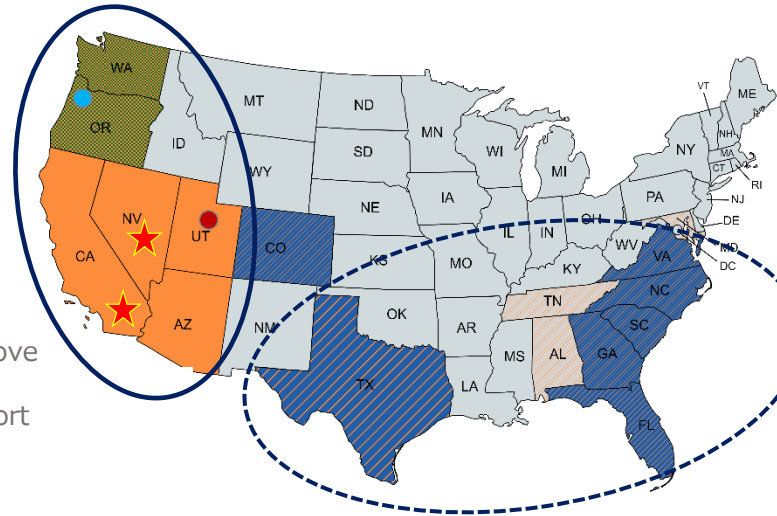 WA
OR
ID
MT
WY
NV
UT
CA
AZ
CO
NM
ND
SD
NE
KS
OK
TX
MN
IA
MO
AR
LA
WI
IL
MI
IN
OH
KY
TN
MS
AL
GA
FL
SC
NC
VA
WV
PA
NY
VT
NH
ME
MA
CT
RI
NJ
DE
MD
DC
ove
ort